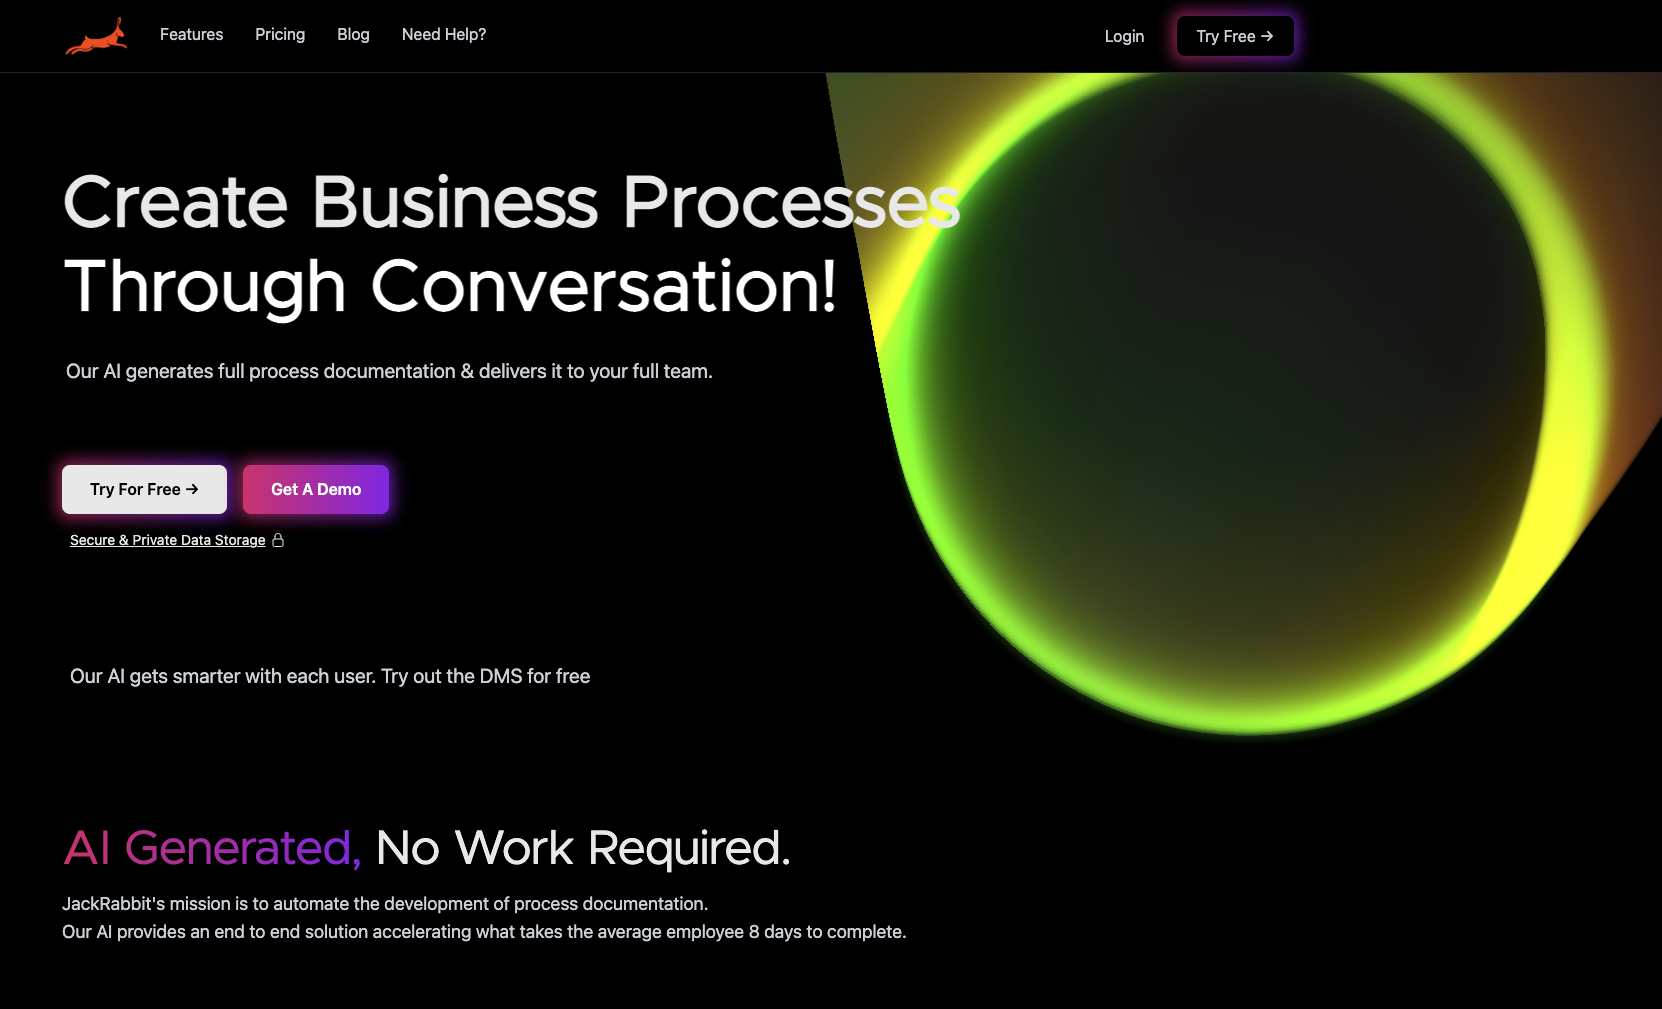 Features Pricing Blog Need Help? Login Try Free →
Create Business Processes
Through Conversation!
Our AI generates full process documentation & delivers it to your full team.
Try For Free → Get A Demo
Secure & Private Data Storage
Our AI gets smarter with each user. Try out the DMS for free
AI Generated, No Work Required.
JackRabbit's mission is to automate the development of process documentation.
Our AI provides an end to end solution accelerating what takes the average employee 8 days to complete.